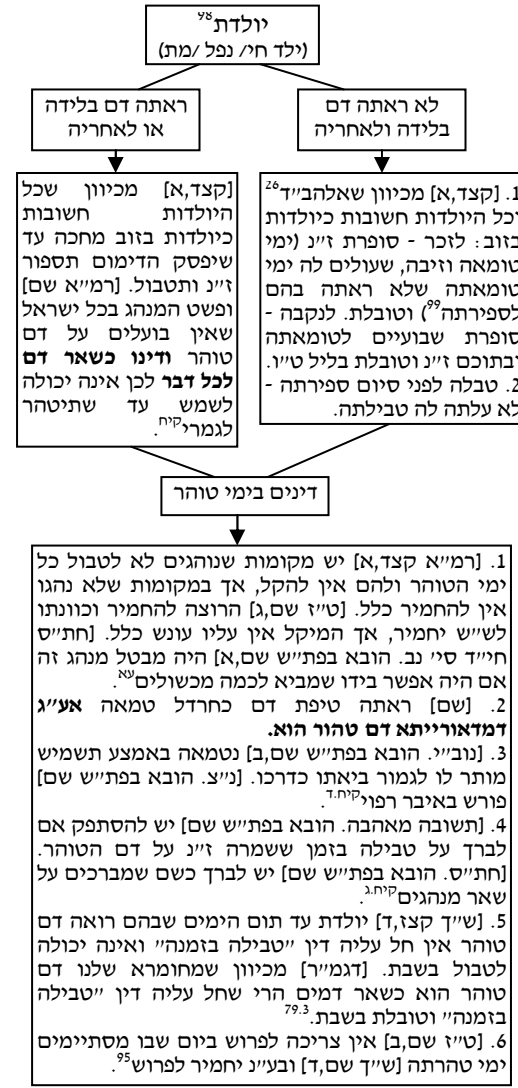 יולדת צ״ע
(ילד חי/ נפל /מת)
לא ראתה דם
בלידה ולאחריה
ראתה דם בלידה
או לאחריה
1. [קצד,א] מכיוון שאלהב״ד26
וכל היולדות חשובות כיולדות
בזוב: לזכר - סופרת ז״נ (ימי
טומאה וזיבה, שעולים לה ימי
טומאתה שלא ראתה בהם
לספירתה99) וטובלת. לנקבה -
סופרת שבועיים לטומאתה
ובתוכם ז״נ וטובלת בליל ט״ו.
2. טבלה לפני סיום ספירתה -
לא עלתה לה טבילתה.
[קצד,א] מכיוון שכל
היולדות חשובות
כיולדות בזוב מחכה עד
שיפסק הדימום תספור
ז״נ ותטבול. [רמ״א שם]
ופשט המנהג בכל ישראל
שאין בועלים על דם
טוהר ודינו כשאר דם
לכל דבר לכן אינה יכולה
לשמש עד שתיטהר
לגמריקיח.
דינים בימי טוהר
1. [רמ״א קצד,א] יש מקומות שנוהגים לא לטבול כל
ימי הטוהר ולהם אין להקל, אך במקומות שלא נהגו
אין להחמיר כלל. [ט״ז שם,ג] הרוצה להחמיר וכוונתו
לש״ש יחמיר, אך המיקל אין עליו עונש כלל. [חת״ס
חי״ד סי׳ נב. הובא בפת״ש שם,א] היה מבטל מנהג זה
אם היה אפשר בידו שמביא לכמה מכשוליםעא.
2. [שם] ראתה טיפת דם כחרדל טמאה אע״ג
דמדאורייתא דם טהור הוא.
3. [נוב״י. הובא בפת״ש שם,ב] נטמאה באמצע תשמיש
מותר לו לגמור ביאתו כדרכו. [נ״צ. הובא בפת״ש שם]
פורש באיבר רפויקיח.ד.
4. [תשובה מאהבה. הובא בפת״ש שם] יש להסתפק אם
לברך על טבילה בזמן ששמרה ז״נ על דם הטוהר.
[חת״ס. הובא בפת״ש שם] יש לברך כשם שמברכים על
שאר מנהגיםקיח.ג.
5. [ש״ך קצז,ד] יולדת עד תום הימים שבהם רואה דם
טוהר אין חל עליה דין ״טבילה בזמנה״ ואינה יכולה
לטבול בשבת. [דגמ״ר] מכיוון שמחומרא שלנו דם
טוהר הוא כשאר דמים הרי שחל עליה דין ״טבילה
בזמנה״ וטובלת בשבת.79.3
6. [ט״ז שם,ב] אין צריכה לפרוש ביום שבו מסתיימים
ימי טהרתה [ש״ך שם,ד] ובע״נ יחמיר לפרוש95.